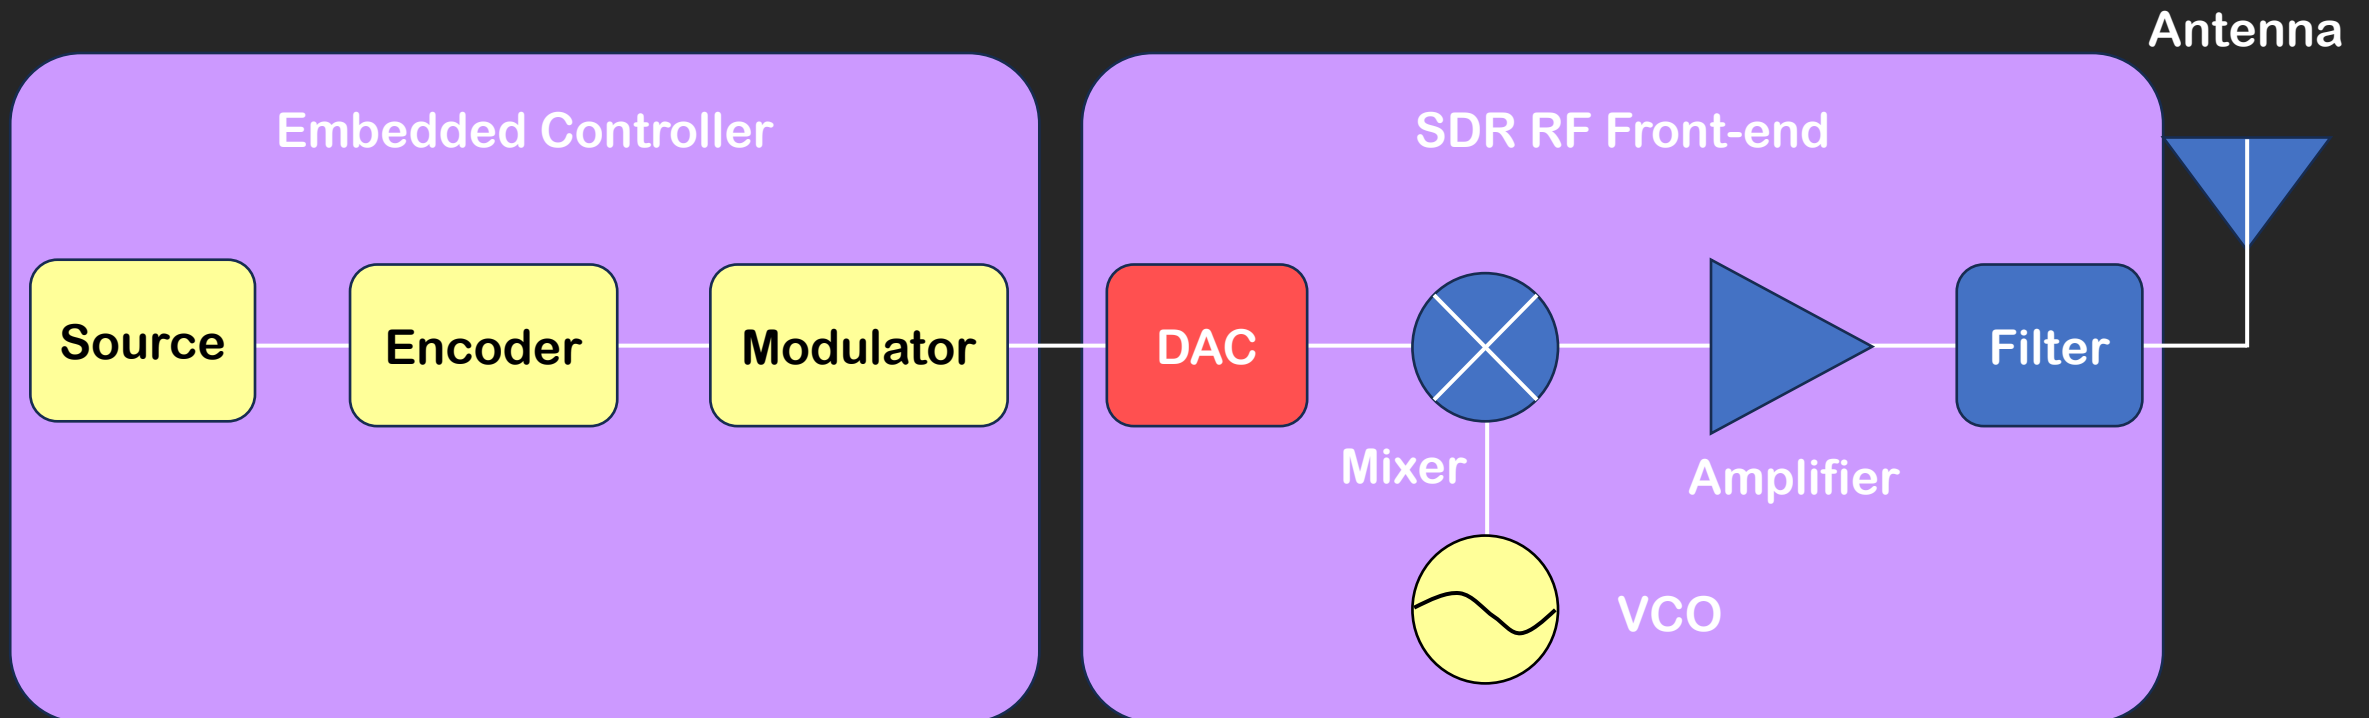 Antenna
Embedded Controller
SDR RF Front-end
Source
Encoder
Modulator
DAC
Filter
Mixer
Amplifier
VCO